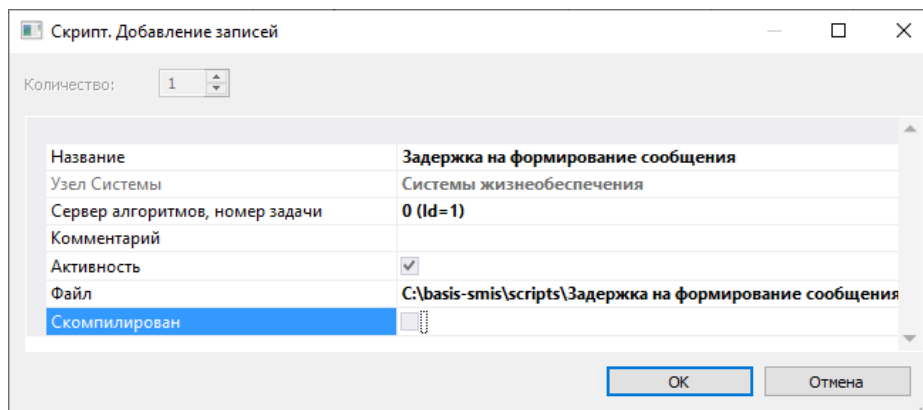 Скрипт. Добавление записей
Количество: 1
Название Задержка на формирование сообщения
Узел Системы Системы жизнеобеспечения
Сервер алгоритмов, номер задачи 0 (Id=1)
Комментарий
Активность
Файл C:\basis-smis\scripts\Задержка на формирование сообщения
Скомпилирован
OK Отмена